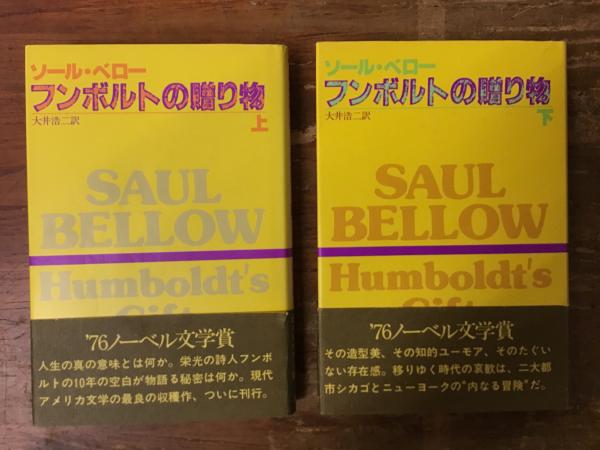 ソール・ベロー
フンボルトの贈り物
大井浩二訳
上
SAUL
BELLOW
Humboldt's
Gift
'76ノーベル文学賞
人生の真の意味とは何か。栄光の詩人フンボ
ルトの10年の空白が物語る秘密は何か。現代
アメリカ文学の最良の収穫作、ついに刊行。
ソール・ベロー
フンボルトの贈り物
大井浩二訳
下
SAUL
BELLOW
Humboldt's
Gift
'76ノーベル文学賞
その造型美、その知的ユーモア、そのたぐい
ない存在感。移りゆく時代の哀歓は、二大都
市シカゴとニューヨークの"内なる冒険"だ。